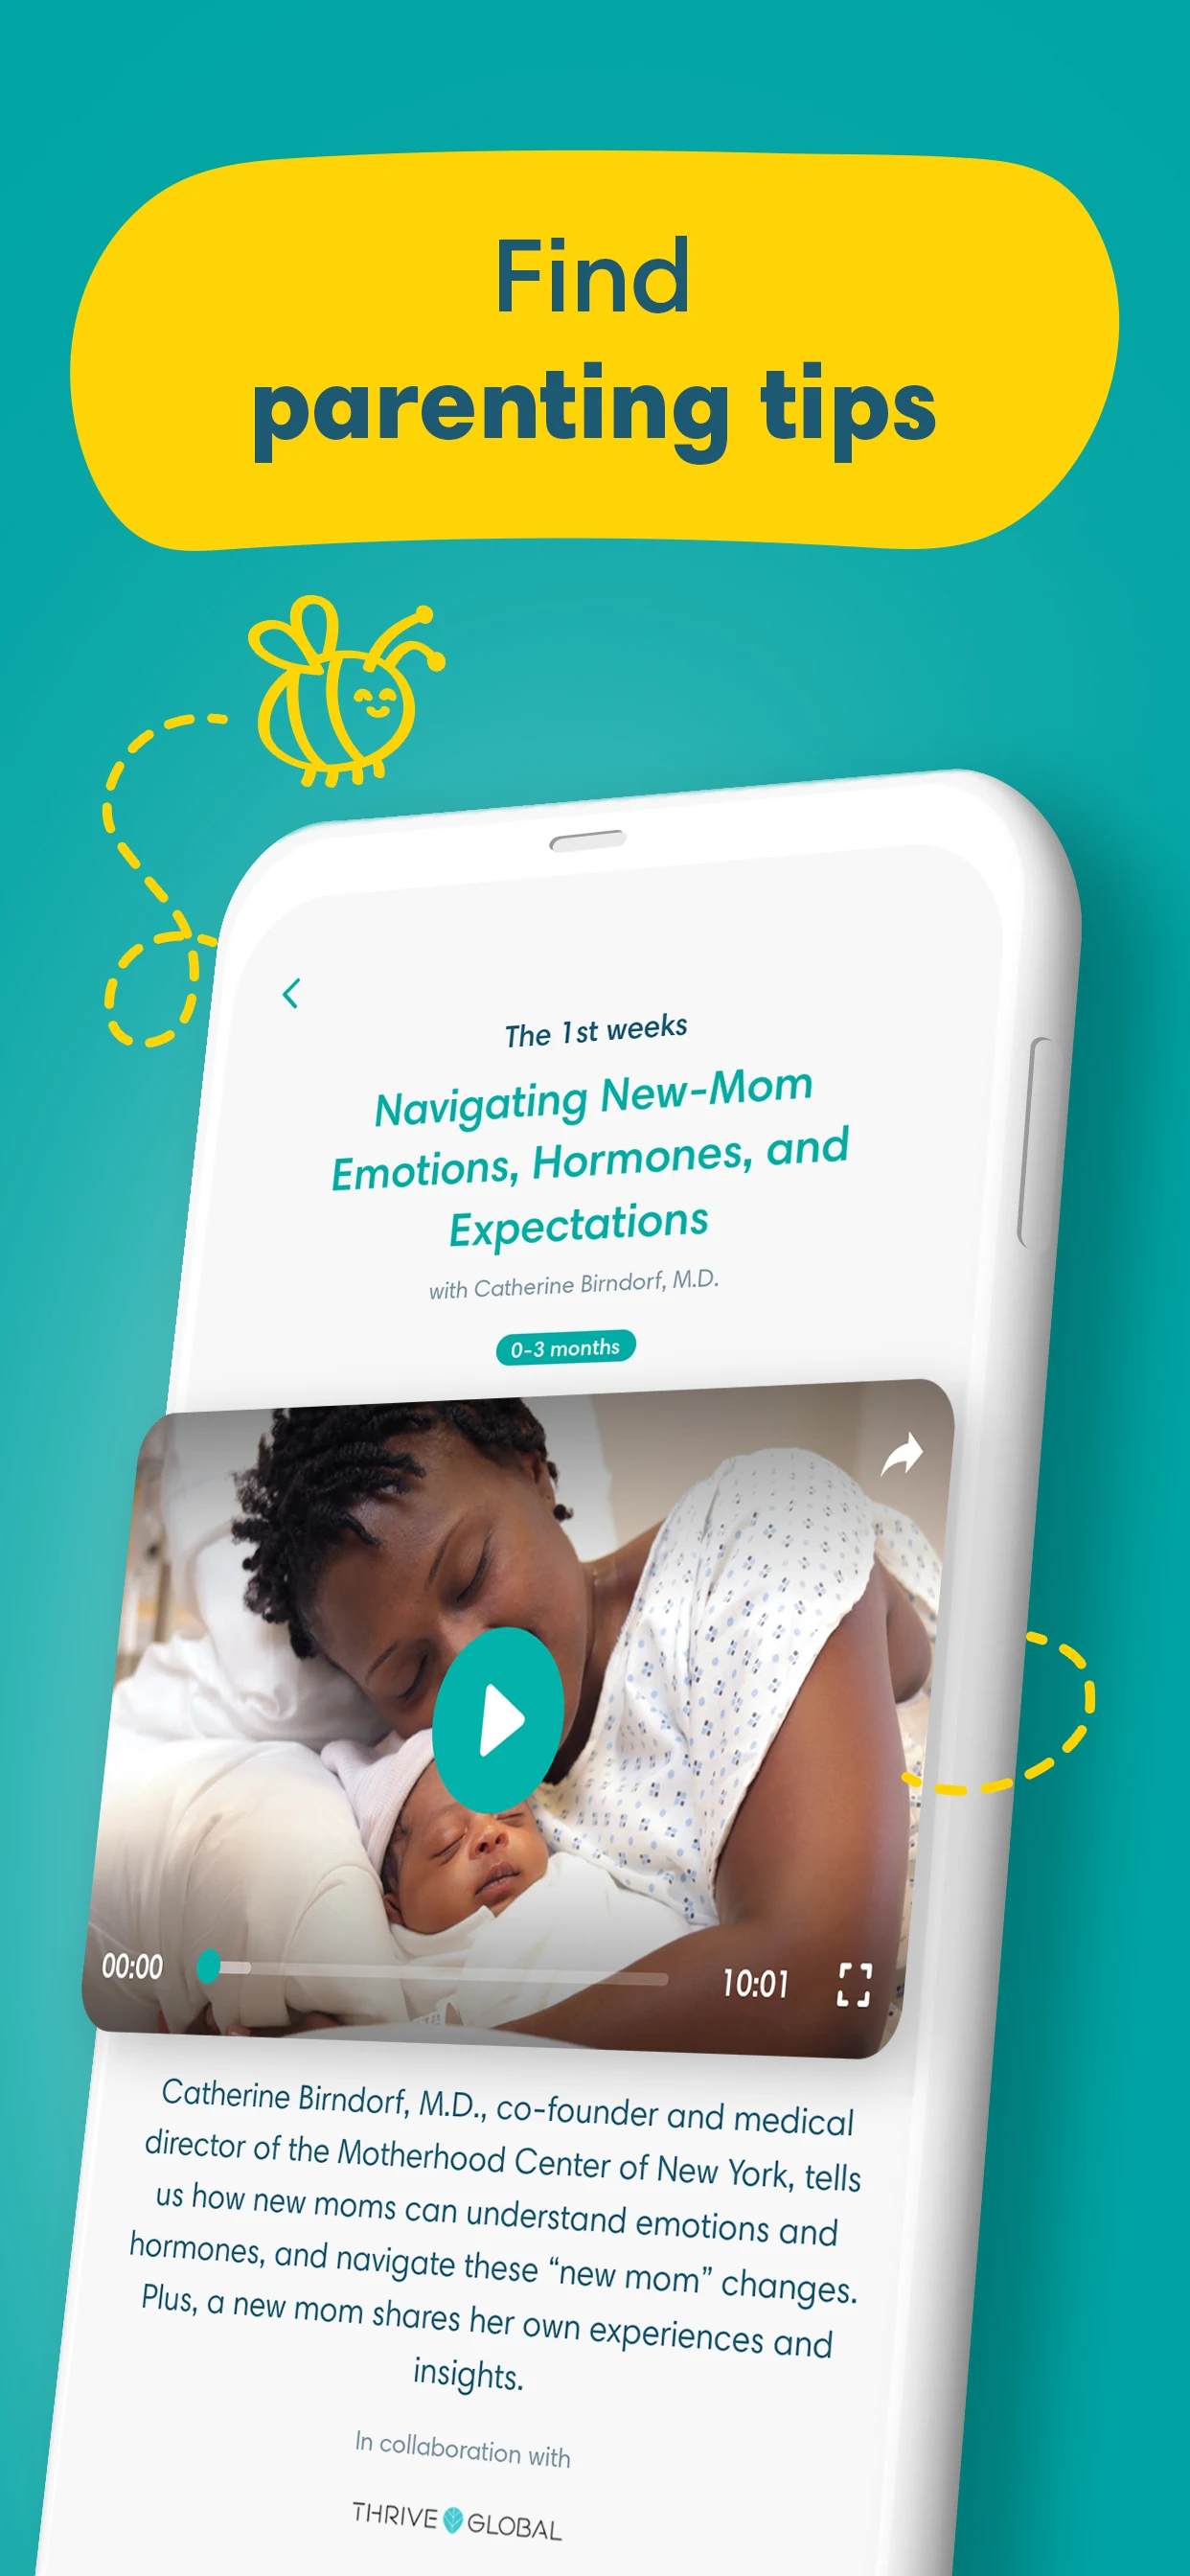 Find
parenting tips
The 1st weeks
Navigating New-Mom
Emotions, Hormones, and
Expectations
with Catherine Birndorf, M.D.
0-3 months
00:00
10:01
Catherine Birndorf, M.D., co-founder and medical
director of the Motherhood Center of New York, tells
us how new moms can understand emotions and
hormones, and navigate these “new mom” changes.
Plus, a new mom shares her own experiences and
insights.
In collaboration with
THRIVE GLOBAL